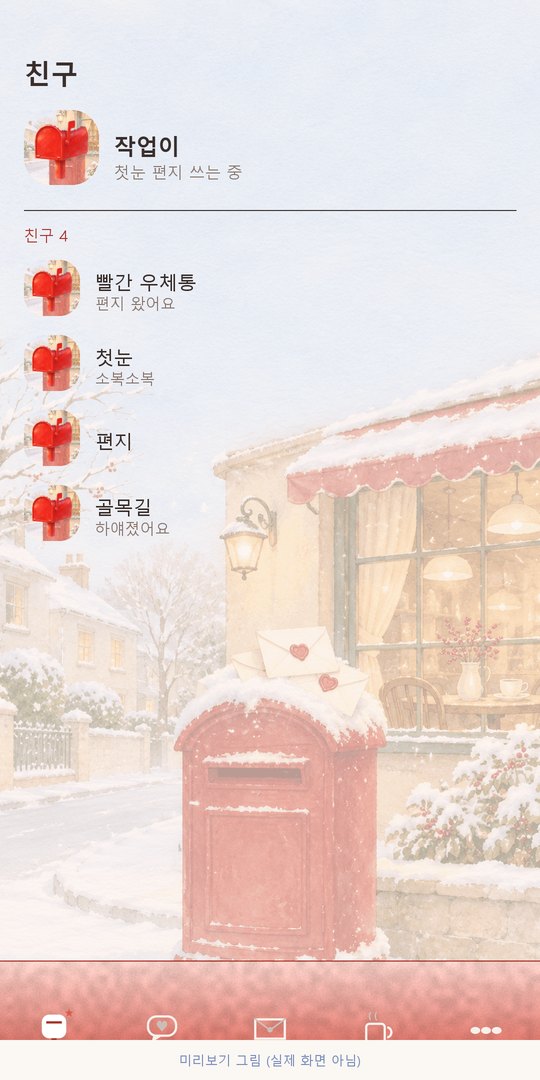 친구
작업이
첫눈 편지 쓰는 중
친구 4
빨간 우체통
편지 왔어요
첫눈
소복소복
편지
골목길
하얘졌어요
미리보기 그림 (실제 화면 아님)